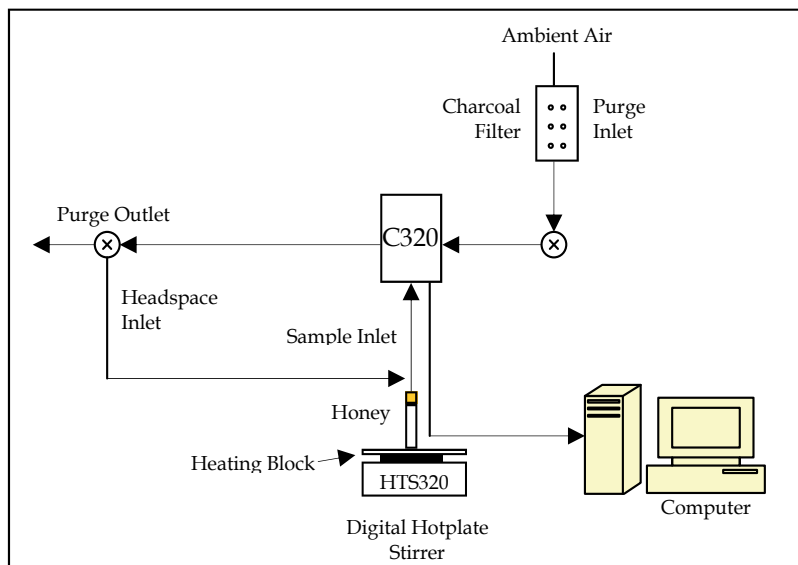 Ambient Air
Charcoal
Filter
Purge
Inlet
Purge Outlet
C320
Headspace
Inlet
Sample Inlet
Honey
Heating Block
HTS320
Computer
Digital Hotplate
Stirrer